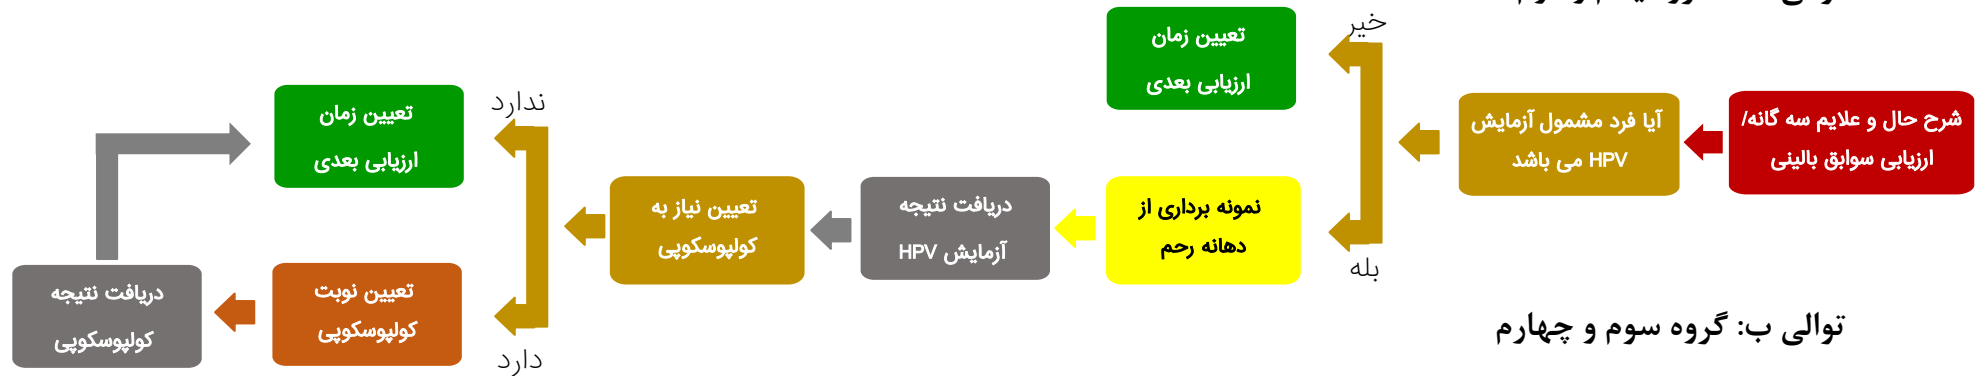 شرح حال و علایم سه گانه/
ارزیابی سوابق بالینی
آیا فرد مشمول آزمایش
HPV می باشد
خیر
تعیین زمان
ارزیابی بعدی
بله
نمونه برداری از
دهانه رحم
دریافت نتیجه
آزمایش HPV
تعیین نیاز به
کولپوسکوپی
ندارد
تعیین زمان
ارزیابی بعدی
دارد
تعیین نوبت
کولپوسکوپی
دریافت نتیجه
کولپوسکوپی
توالی ب: گروه سوم و چهارم